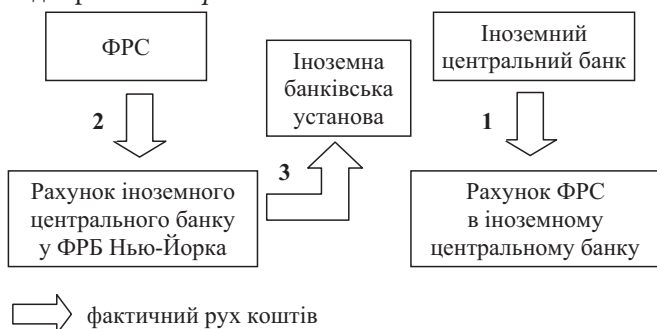 ФРС
Іноземна
банківська
установа
Іноземний
центральний банк
2
1
3
Рахунок іноземного
центрального банку
у ФРБ Нью-Йорка
Рахунок ФРС
в іноземному
центральному банку
фактичний рух коштів